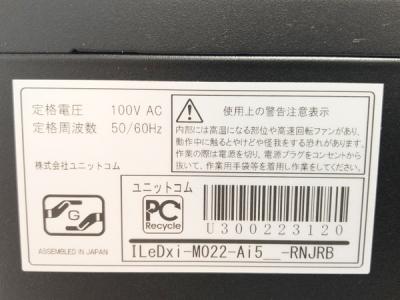 定格電圧 100V AC
定格周波数 50/60Hz
株式会社ユニットコム
G
ASSEMBLED IN JAPAN
使用上の警告注意表示
内部には高温になる部位や高速回転ファンがあり、
動作中に触るとやけどや怪我をする恐れがあります。
作業の際は電源を切り、電源プラグをコンセントから
抜いて、作業用手袋等を着用し作業をしてください。
ユニットコム
PC
Recycle
U300223120
ILeDxi-M022-Ai5__-RNJRB